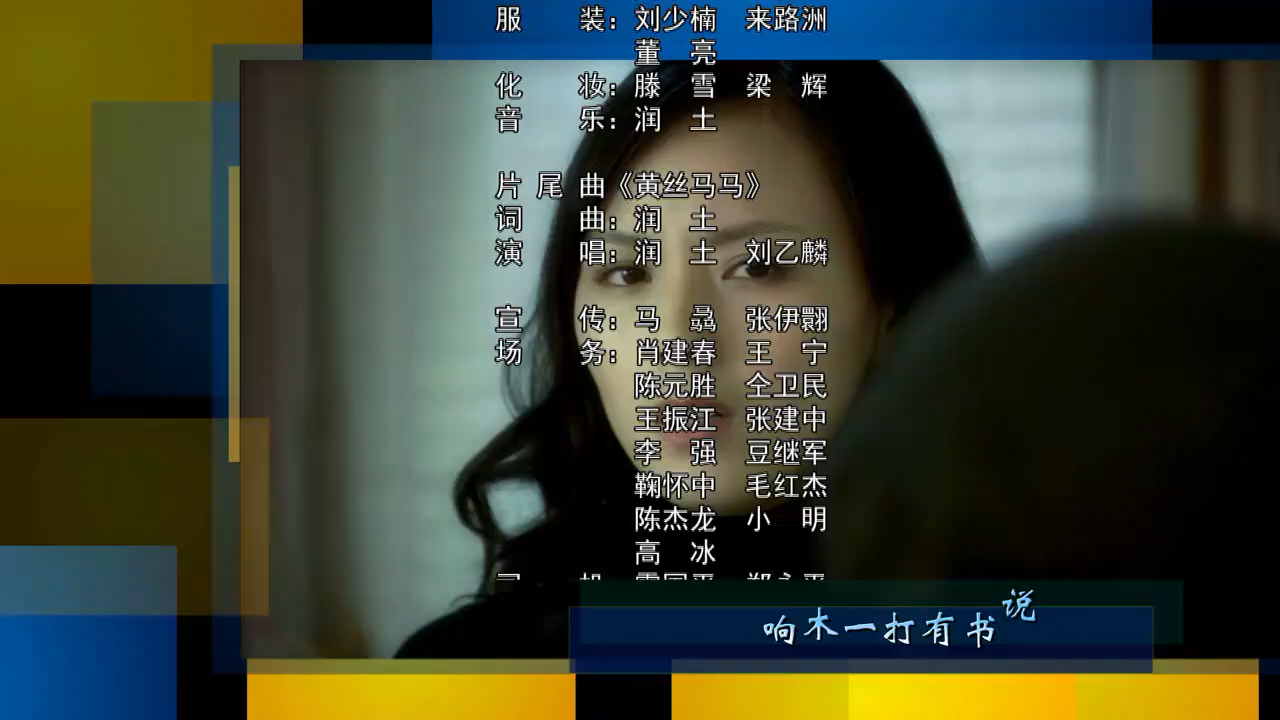 服 装：刘少楠 来路洲
董 亮
化 妆：滕 雪 梁 辉
音 乐：润 土
片尾曲《黄丝马马》
词 曲：润 土
演 唱：润 土 刘乙麟
宣 传：马 骉 张伊翾
场 务：肖建春 王 宁
陈元胜 仝卫民
王振江 张建中
李 强 豆继军
鞠怀中 毛红杰
陈杰龙 小 明
高 冰
响木一打有书说